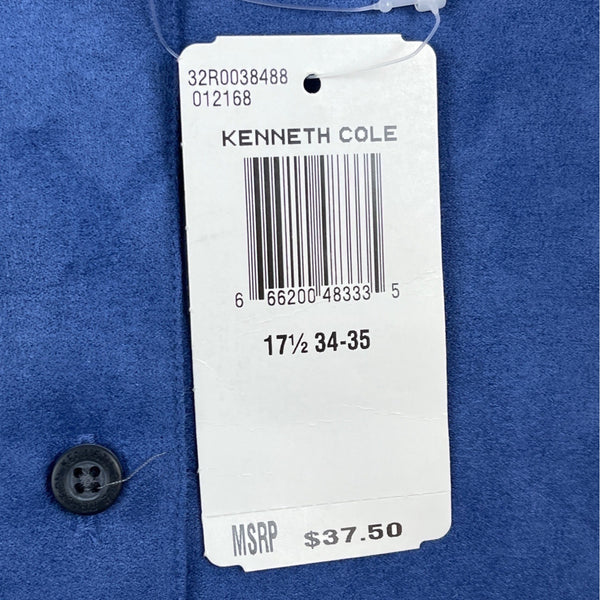 32R0038488
012168
KENNETH COLE
6 66200 48333 5
17½ 34-35
MSRP $37.50